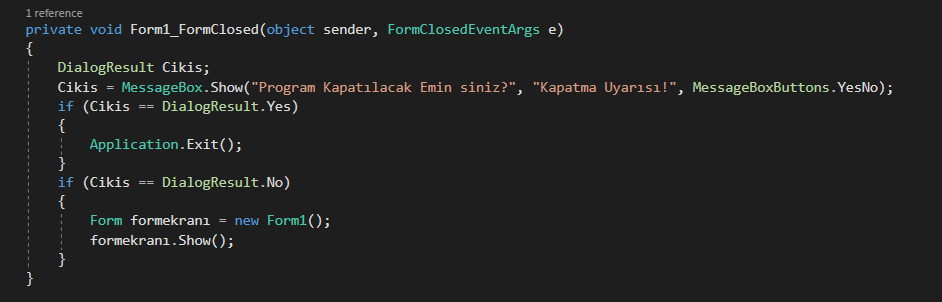 1 reference
private void Form1_FormClosed(object sender, FormClosedEventArgs e)
{
DialogResult Cikis;
Cikis = MessageBox.Show("Program Kapatılacak Emin siniz?", "Kapatma Uyarısı!", MessageBoxButtons.YesNo);
if (Cikis == DialogResult.Yes)
{
Application.Exit();
}
if (Cikis == DialogResult.No)
{
Form formekranı = new Form1();
formekranı.Show();
}
}